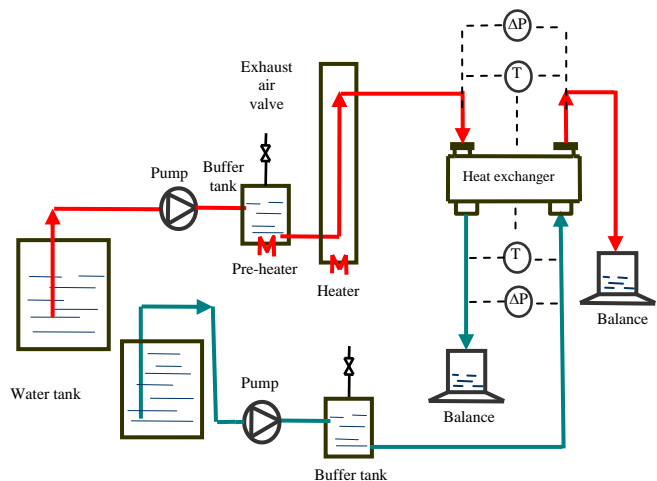 ΔP
T
Exhaust
air
valve
Buffer
tank
Pump
Heat exchanger
Pre-heater
Heater
T
ΔP
Balance
Water tank
Pump
Balance
Buffer tank